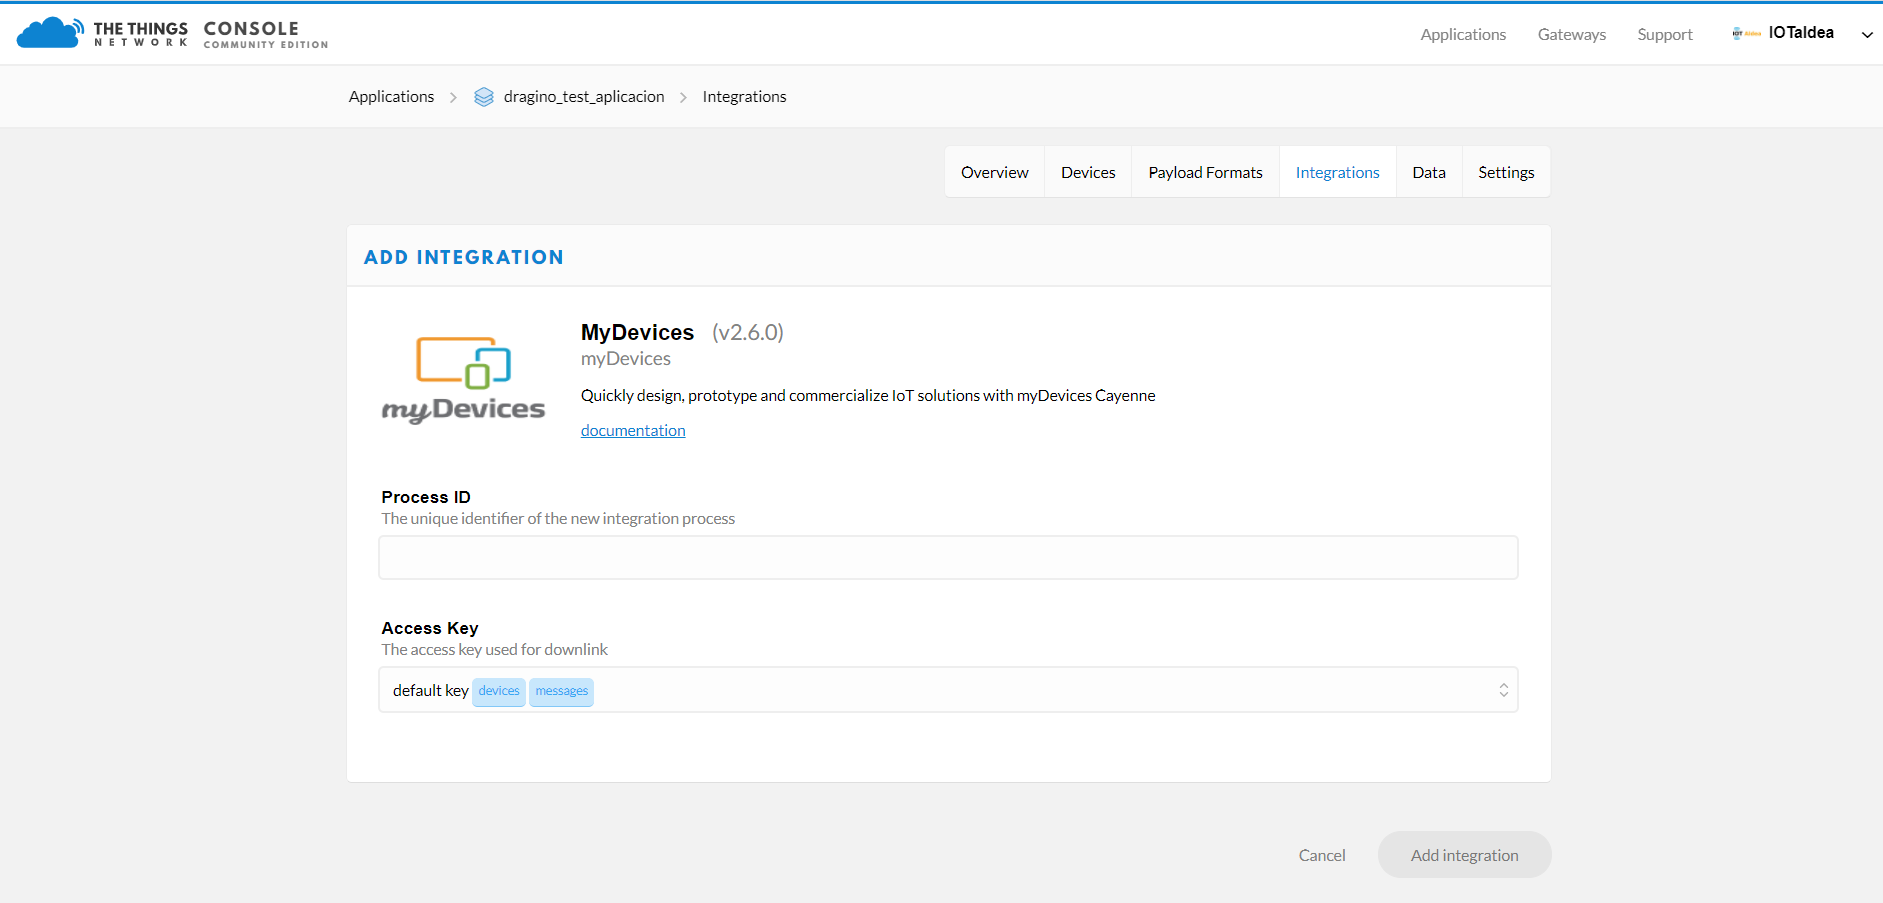 THE THINGS NETWORK CONSOLE COMMUNITY EDITION
Applications Gateways Support IOT Aldea IOTaldea
Applications dragino_test_aplicacion Integrations
Overview Devices Payload Formats Integrations Data Settings
ADD INTEGRATION
myDevices
MyDevices (v2.6.0)
myDevices
Quickly design, prototype and commercialize IoT solutions with myDevices Cayenne
documentation
Process ID
The unique identifier of the new integration process
Access Key
The access key used for downlink
default key devices messages
Cancel Add integration